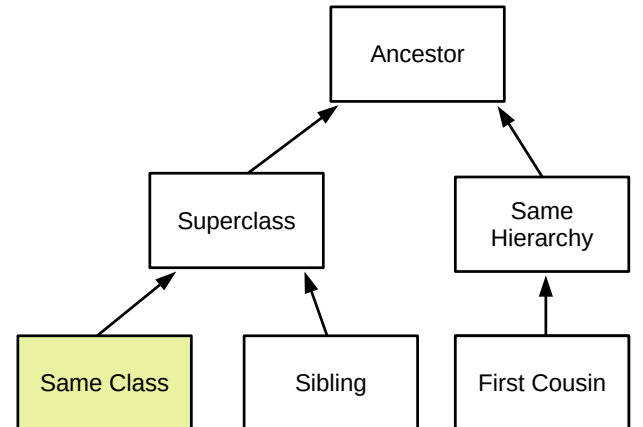 Ancestor
Superclass
Same
Hierarchy
Same Class
Sibling
First Cousin